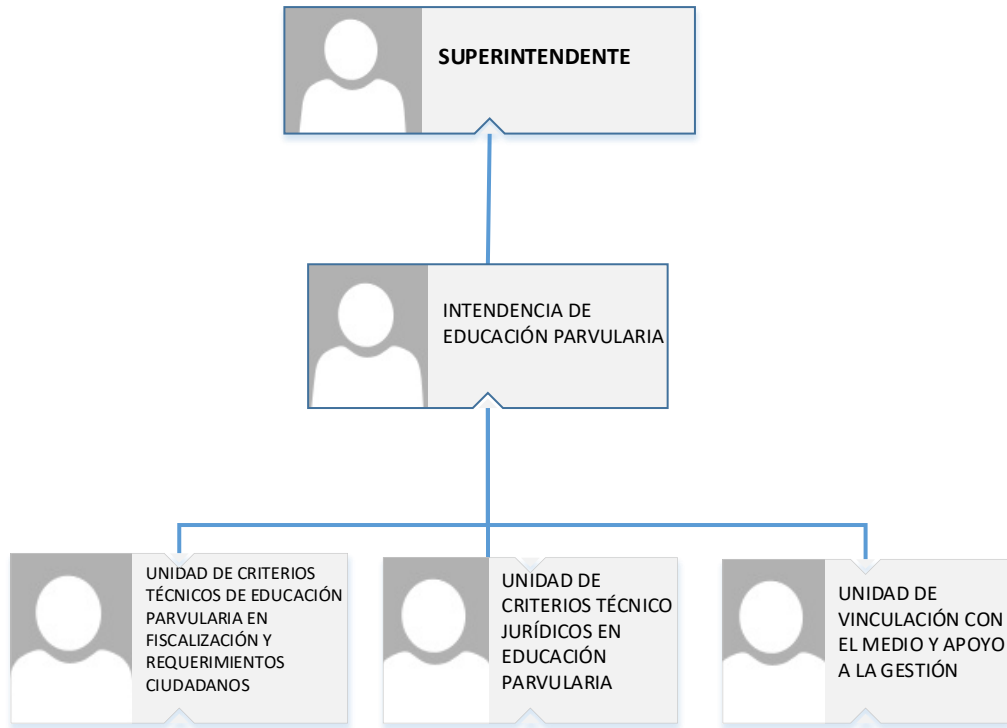 SUPERINTENDENTE
INTENDENCIA DE
EDUCACIÓN PARVULARIA
UNIDAD DE CRITERIOS
TÉCNICOS DE EDUCACIÓN
PARVULARIA EN
FISCALIZACIÓN Y
REQUERIMIENTOS
CIUDADANOS
UNIDAD DE
CRITERIOS TÉCNICO
JURÍDICOS EN
EDUCACIÓN
PARVULARIA
UNIDAD DE
VINCULACIÓN CON
EL MEDIO Y APOYO
A LA GESTIÓN